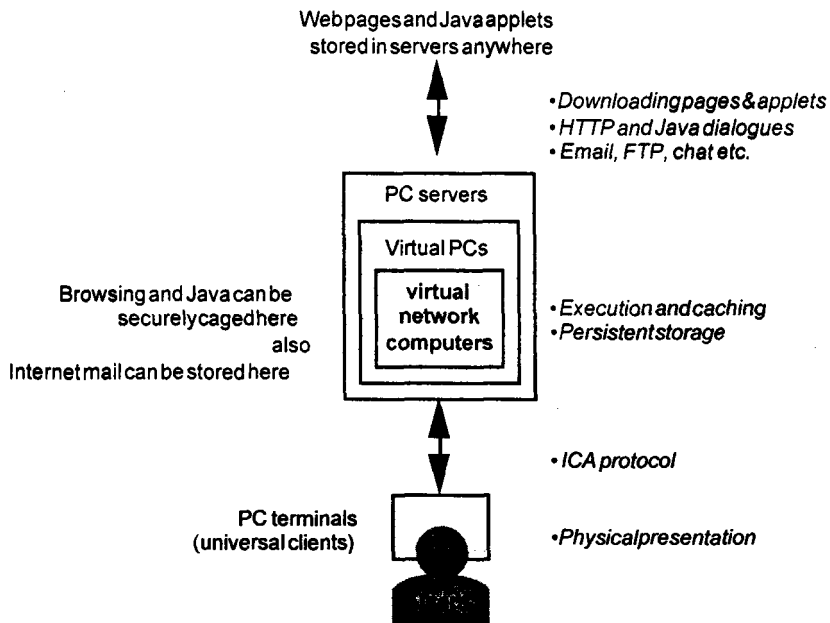 Web pages and Java applets
stored in servers anywhere
•Downloading pages & applets
•HTTP and Java dialogues
•Email, FTP, chat etc.
PC servers
Virtual PCs
virtual
network
computers
Browsing and Java can be
securely caged here
also
Internet mail can be stored here
•Execution and caching
•Persistent storage
•ICA protocol
PC terminals
(universal clients)
•Physical presentation